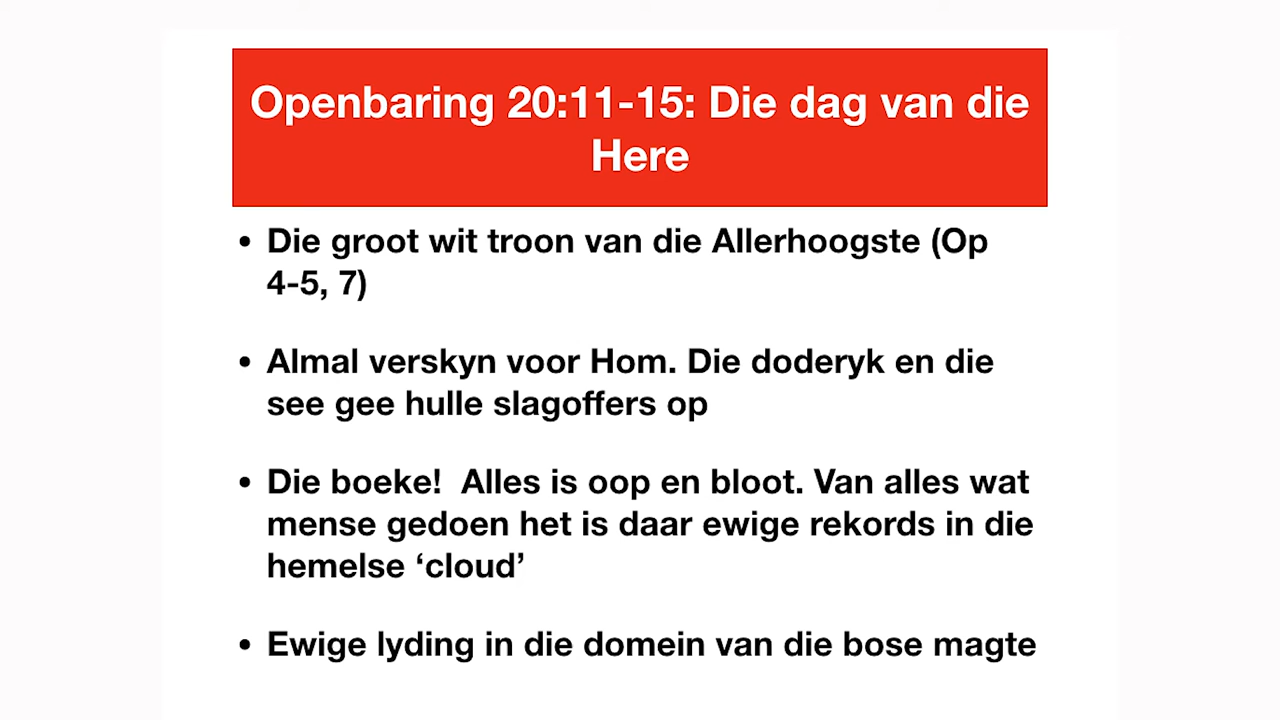 Openbaring 20:11-15: Die dag van die
Here
• Die groot wit troon van die Allerhoogste (Op
4-5, 7)
• Almal verskyn voor Hom. Die doderyk en die
see gee hulle slagoffers op
• Die boeke!  Alles is oop en bloot. Van alles wat
mense gedoen het is daar ewige rekords in die
hemelse ‘cloud’
• Ewige lyding in die domein van die bose magte